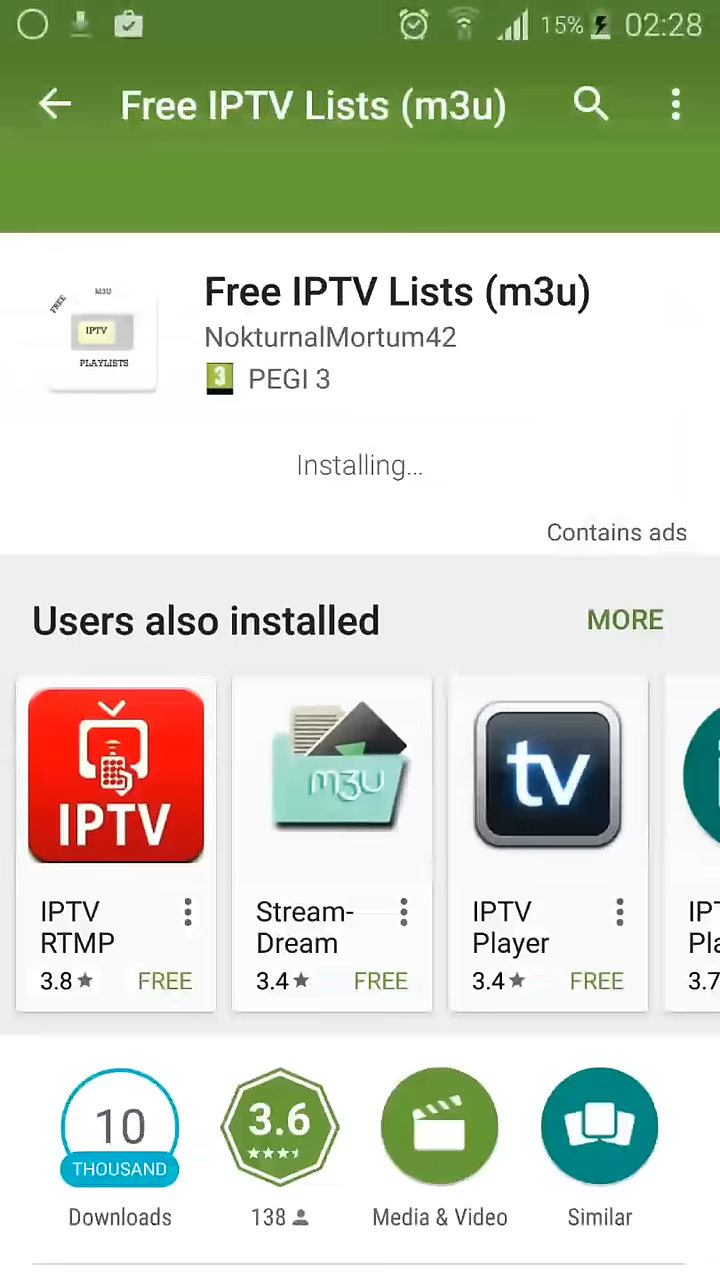 15% 02:28
Free IPTV Lists (m3u)
Free IPTV Lists (m3u)
M3U
FREE
IPTV
PLAYLISTS
NokturnalMortum42
3 PEGI 3
Installing...
Contains ads
Users also installed MORE
IPTV
m3u
tv
IPTV RTMP
3.8 FREE
Stream-Dream
3.4 FREE
IPTV Player
3.4 FREE
IPT
Pla
3.7
10 THOUSAND
Downloads
3.6
138
Media & Video
Similar